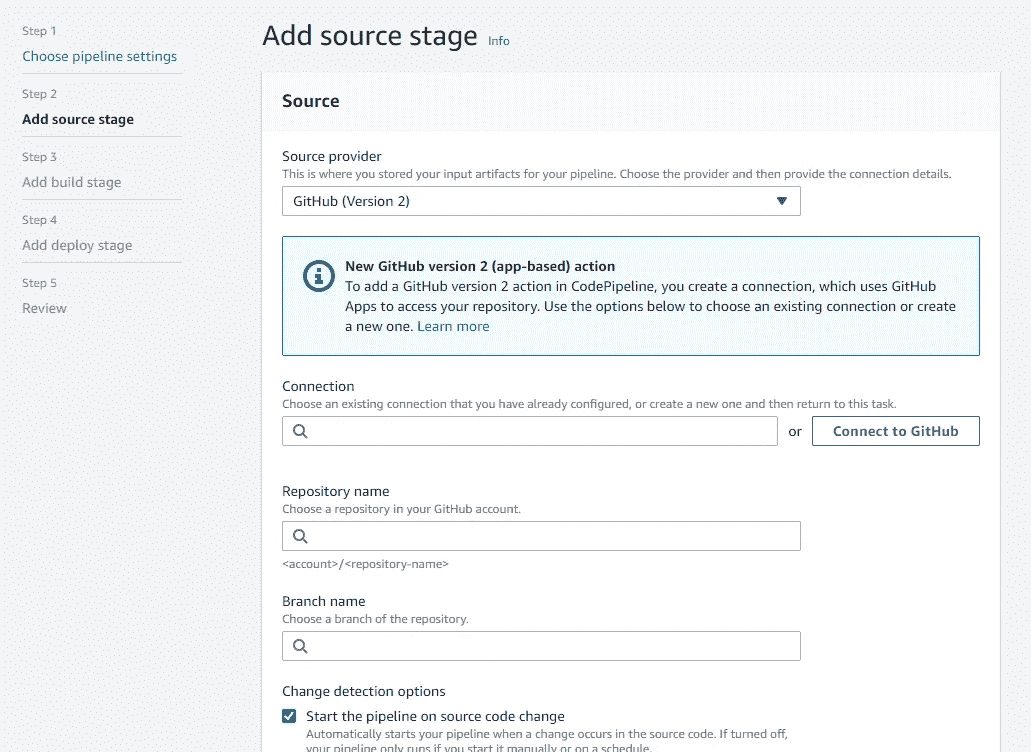 Step 1
Choose pipeline settings
Step 2
Add source stage
Step 3
Add build stage
Step 4
Add deploy stage
Step 5
Review
Add source stage Info
Source
Source provider
This is where you stored your input artifacts for your pipeline. Choose the provider and then provide the connection details.
GitHub (Version 2)
New GitHub version 2 (app-based) action
To add a GitHub version 2 action in CodePipeline, you create a connection, which uses GitHub
Apps to access your repository. Use the options below to choose an existing connection or create
a new one. Learn more
Connection
Choose an existing connection that you have already configured, or create a new one and then return to this task.
or Connect to GitHub
Repository name
Choose a repository in your GitHub account.
<account>/<repository-name>
Branch name
Choose a branch of the repository.
Change detection options
Start the pipeline on source code change
Automatically starts your pipeline when a change occurs in the source code. If turned off,
your pipeline only runs if you start it manually or on a schedule.